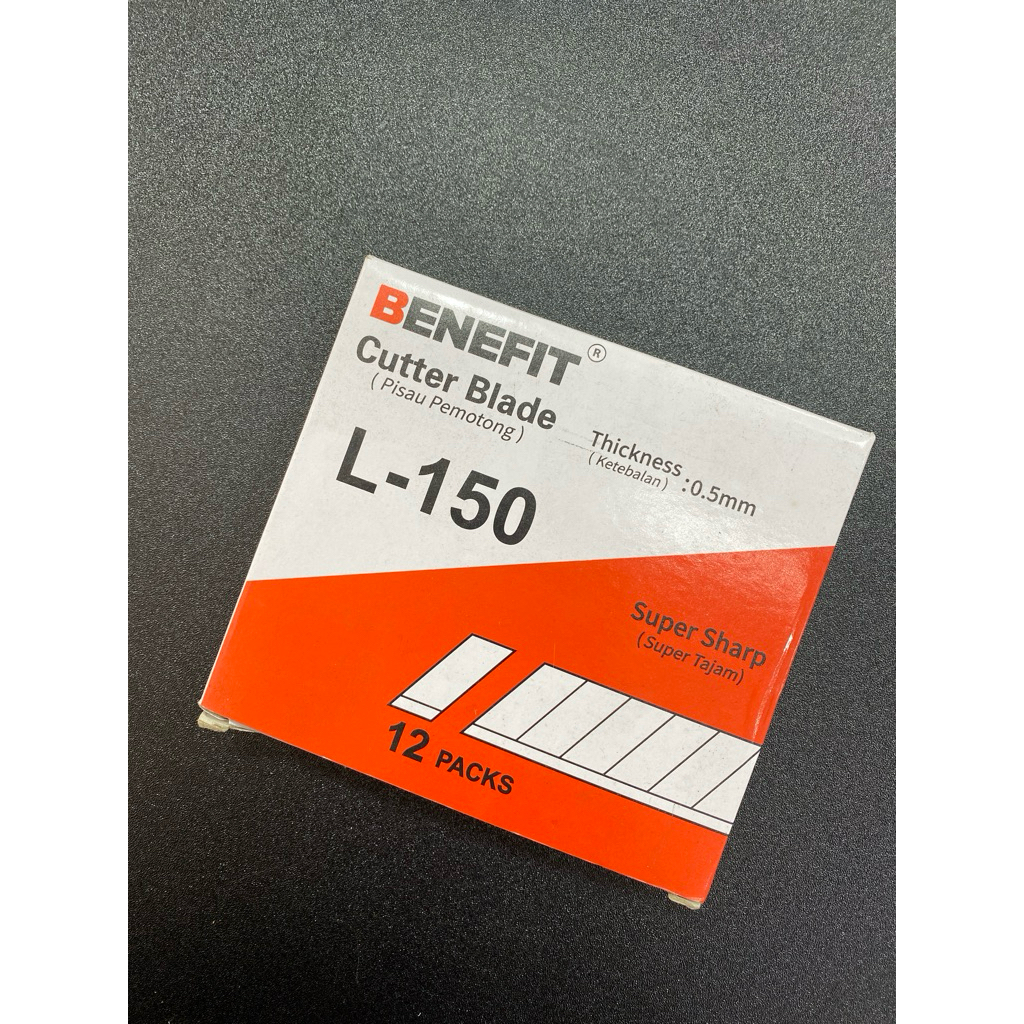 BENEFIT ®
Cutter Blade
(Pisau Pemotong)
L-150
Thickness :0.5mm
(Ketebalan)
Super Sharp
(Super Tajam)
12 PACKS